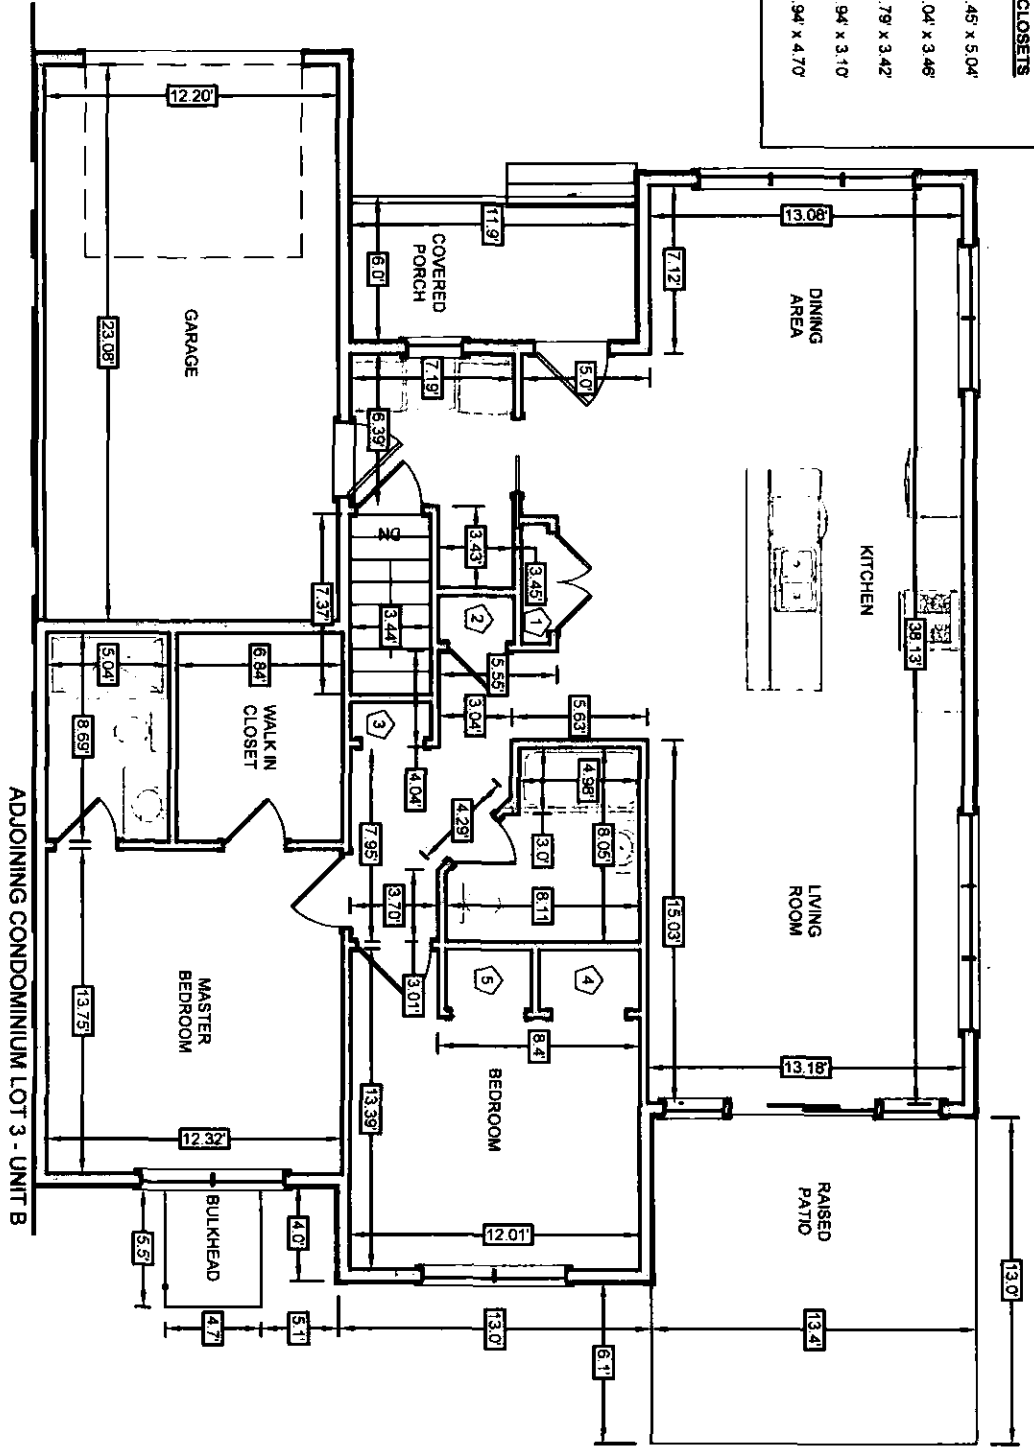 CLOSETS
.45' x 5.04'
.04' x 3.46'
.79' x 3.42'
.94' x 3.10'
.94' x 4.70'
13.08'
7.12'
DINING
AREA
KITCHEN
38.13'
LIVING
ROOM
15.03'
13.18'
RAISED
PATIO
13.0'
13.4'
11.9'
COVERED
PORCH
6.0'
5.0'
7.19'
6.39'
3.43'
3.45'
1
2
DN
3.44'
7.37'
5.55'
3.04'
5.63'
3
4.04'
4.29'
7.95'
3.70'
4.98'
3.0'
8.05'
8.11
3.01'
5
4
8.4'
BEDROOM
13.39'
12.01'
13.0'
6.1'
12.20'
GARAGE
23.08'
5.04'
8.69'
6.84'
WALK IN
CLOSET
MASTER
BEDROOM
13.75'
12.32'
BULKHEAD
4.0'
5.5'
4.7'
5.1'
ADJOINING CONDOMINIUM LOT 3 - UNIT B